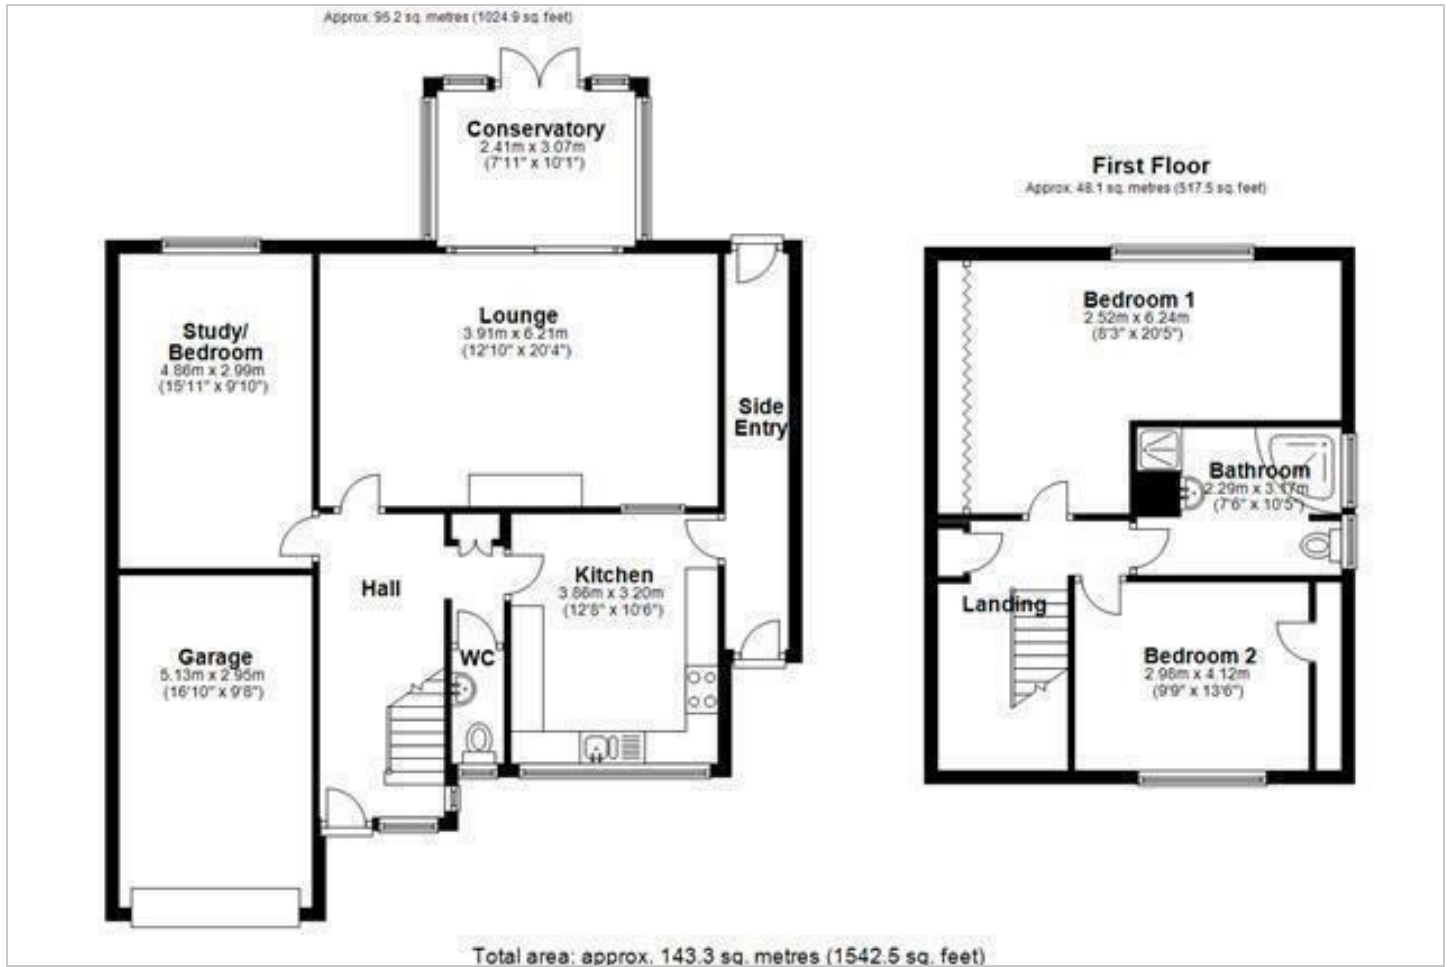 Approx. 95.2 sq. metres (1024.9 sq. feet)
Conservatory
2.41m x 3.07m
(7'11" x 10'1")
Lounge
3.91m x 6.21m
(12'10" x 20'4")
Study/
Bedroom
4.86m x 2.99m
(15'11" x 9'10")
Side
Entry
Hall
Kitchen
3.86m x 3.20m
(12'8" x 10'6")
WC
Garage
5.13m x 2.95m
(16'10" x 9'8")
First Floor
Approx. 48.1 sq. metres (517.5 sq. feet)
Bedroom 1
2.52m x 6.24m
(8'3" x 20'5")
Bathroom
2.29m x 3.17m
(7'6" x 10'5")
Landing
Bedroom 2
2.98m x 4.12m
(9'9" x 13'6")
Total area: approx. 143.3 sq. metres (1542.5 sq. feet)